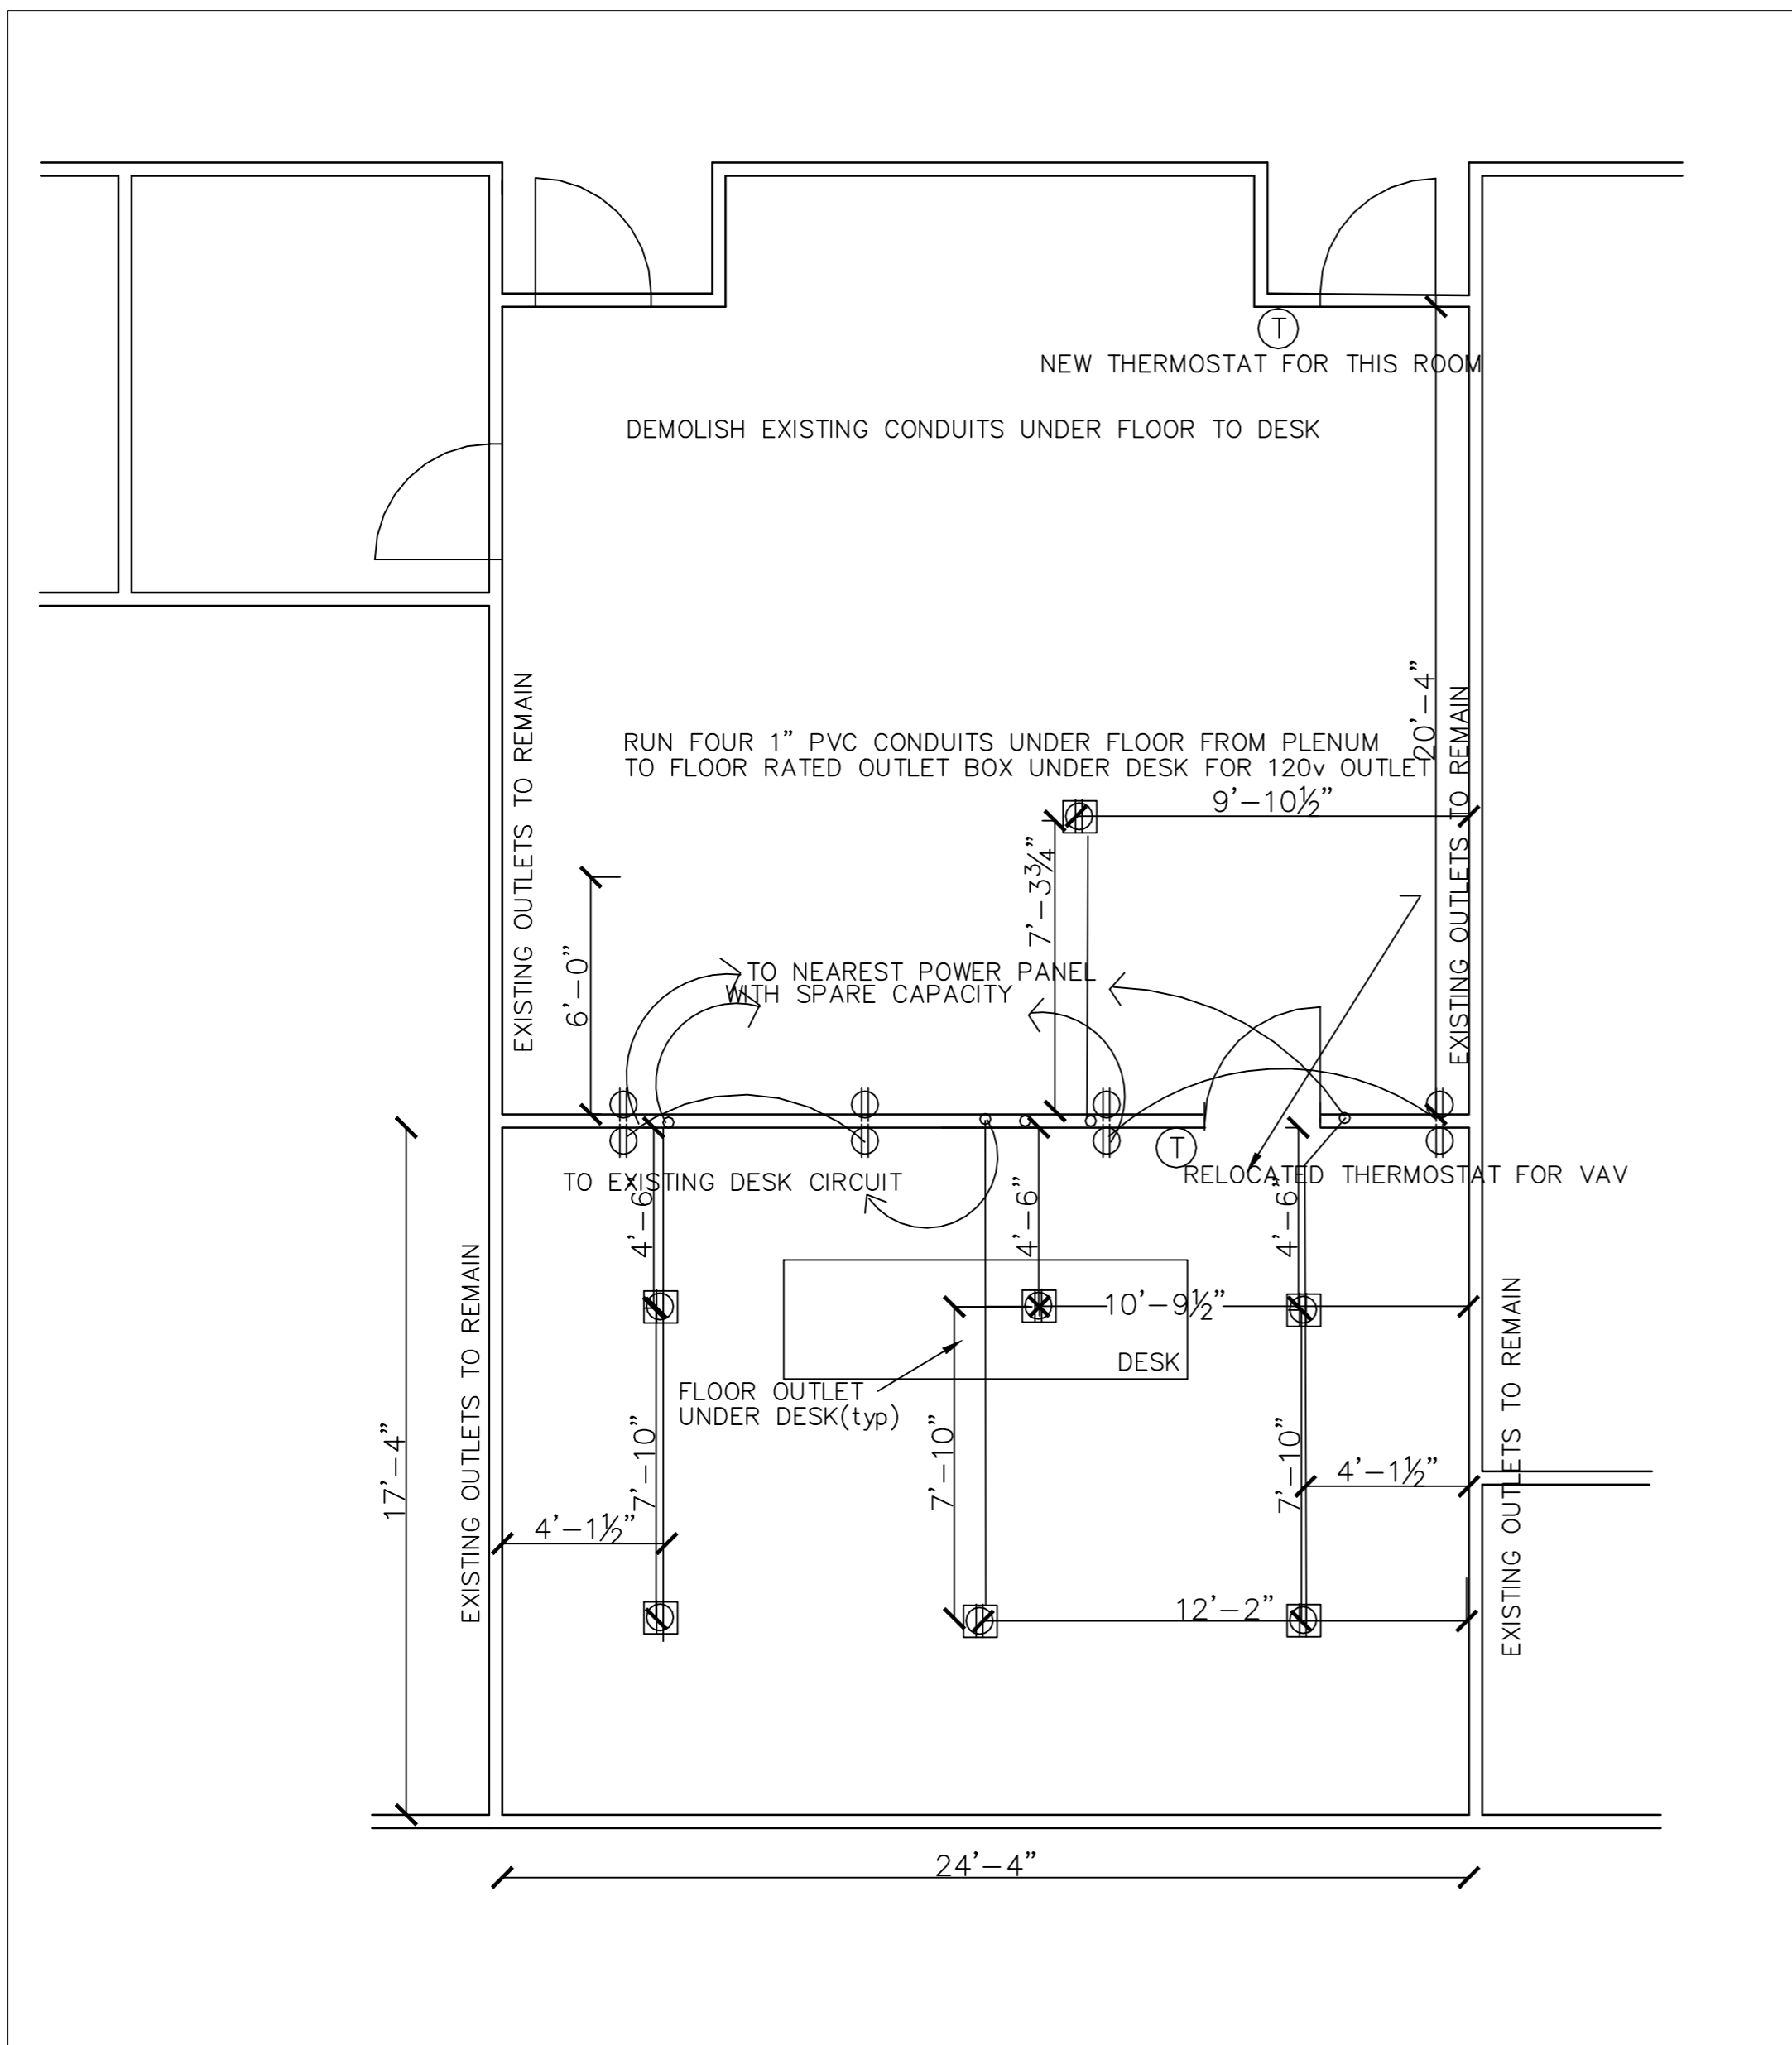 T
NEW THERMOSTAT FOR THIS ROOM
DEMOLISH EXISTING CONDUITS UNDER FLOOR TO DESK
20'-4"
EXISTING OUTLETS TO REMAIN
EXISTING OUTLETS TO REMAIN
RUN FOUR 1" PVC CONDUITS UNDER FLOOR FROM PLENUM
TO FLOOR RATED OUTLET BOX UNDER DESK FOR 120v OUTLET
9'-10½"
7'-3¾"
6'-0"
TO NEAREST POWER PANEL
WITH SPARE CAPACITY
T
RELOCATED THERMOSTAT FOR VAV
TO EXISTING DESK CIRCUIT
4'-6"
4'-6"
4'-6"
EXISTING OUTLETS TO REMAIN
EXISTING OUTLETS TO REMAIN
10'-9½"
DESK
FLOOR OUTLET
UNDER DESK(typ)
17'-4"
7'-10"
7'-10"
7'-10"
4'-1½"
4'-1½"
12'-2"
24'-4"